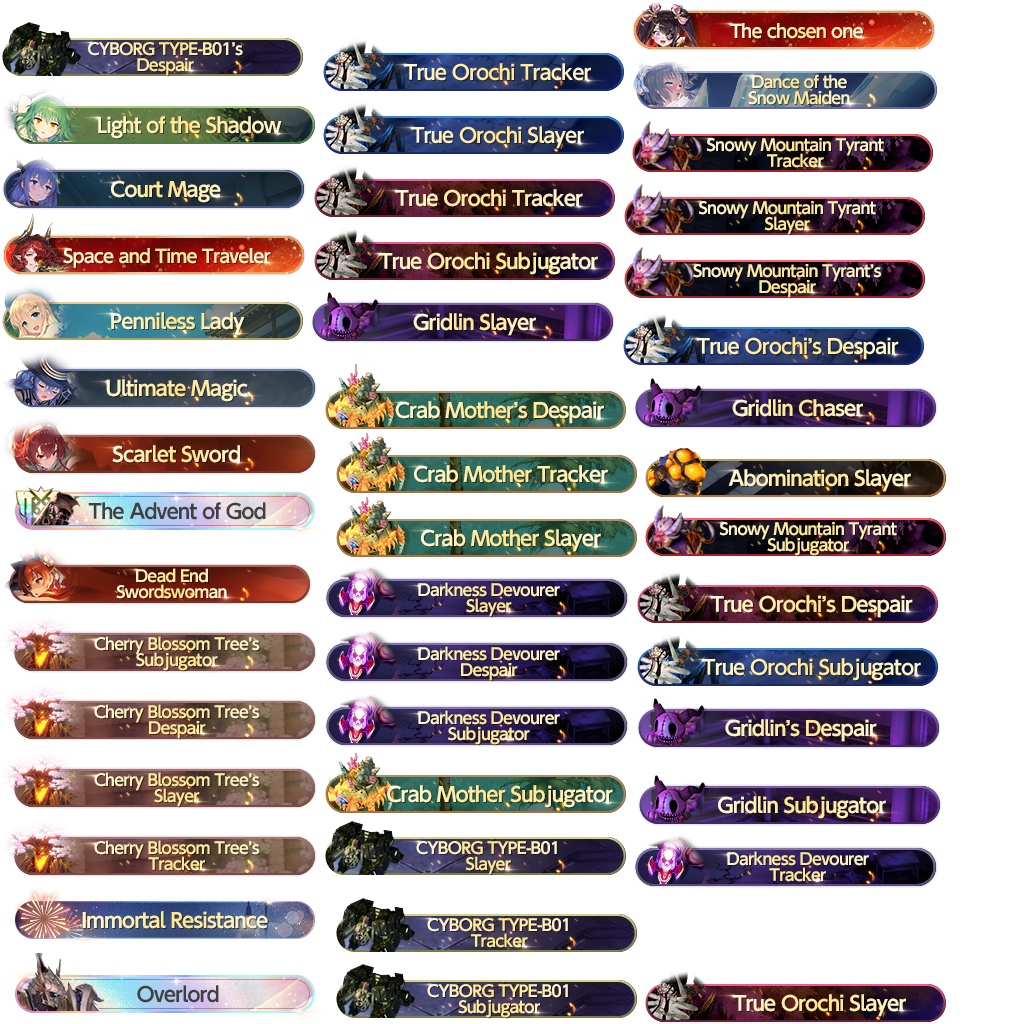 CYBORG TYPE-B01's
Despair
Light of the Shadow
Court Mage
Space and Time Traveler
Penniless Lady
Ultimate Magic
Scarlet Sword
The Advent of God
Dead End
Swordswoman
Cherry Blossom Tree's
Subjugator
Cherry Blossom Tree's
Despair
Cherry Blossom Tree's
Slayer
Cherry Blossom Tree's
Tracker
Immortal Resistance
Overlord
True Orochi Tracker
True Orochi Slayer
True Orochi Tracker
True Orochi Subjugator
Gridlin Slayer
Crab Mother's Despair
Crab Mother Tracker
Crab Mother Slayer
Darkness Devourer
Slayer
Darkness Devourer
Despair
Darkness Devourer
Subjugator
Crab Mother Subjugator
CYBORG TYPE-B01
Slayer
CYBORG TYPE-B01
Tracker
CYBORG TYPE-B01
Subjugator
The chosen one
Dance of the
Snow Maiden
Snowy Mountain Tyrant
Tracker
Snowy Mountain Tyrant
Slayer
Snowy Mountain Tyrant's
Despair
True Orochi's Despair
Gridlin Chaser
Abomination Slayer
Snowy Mountain Tyrant
Subjugator
True Orochi's Despair
True Orochi Subjugator
Gridlin's Despair
Gridlin Subjugator
Darkness Devourer
Tracker
True Orochi Slayer